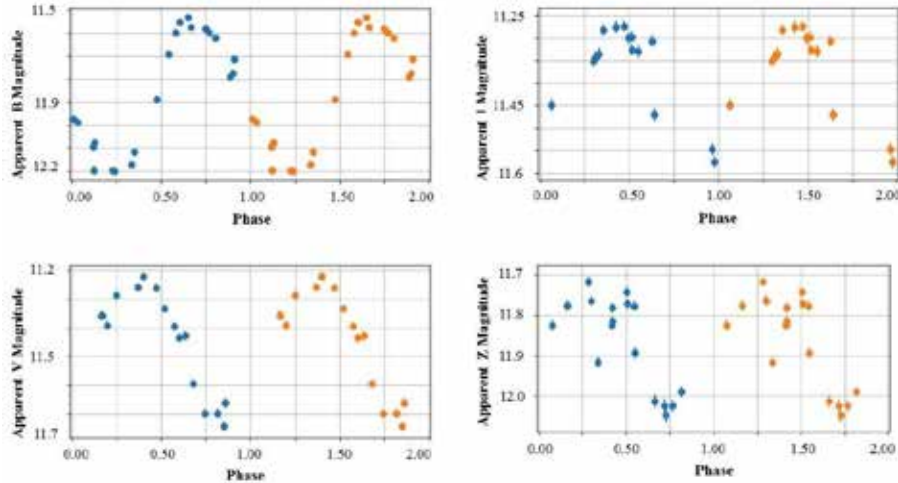 11.5
11.9
12.2
Apparent B Magnitude
0.00 0.50 1.00 1.50 2.00
Phase
11.25
11.45
11.6
Apparent I Magnitude
0.00 0.50 1.00 1.50 2.00
Phase
11.2
11.5
11.7
Apparent V Magnitude
0.00 0.50 1.00 1.50 2.00
Phase
11.7
11.8
11.9
12.0
Apparent Z Magnitude
0.00 0.50 1.00 1.50 2.00
Phase